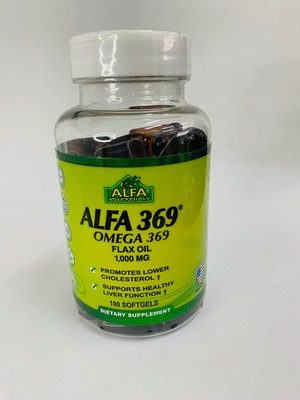 ALFA
VITAMINS
ALFA 369®
OMEGA 369
FLAX OIL
1,000 MG
PROMOTES LOWER
CHOLESTEROL †
SUPPORTS HEALTHY
LIVER FUNCTION †
100 SOFTGELS
DIETARY SUPPLEMENT